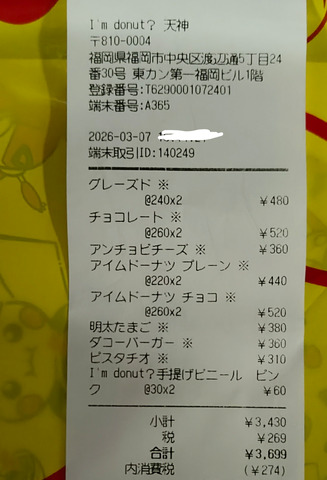 I'm donut? 天神
〒810-0004
福岡県福岡市中央区渡辺通5丁目24
番30号 東カン第一福岡ビル1階
登録番号:T6290001072401
端末番号:A365
2026-03-07
端末取引ID:140249
グレーズド ※
@240x2 ¥480
チョコレート ※
@260x2 ¥520
アンチョビチーズ ※ ¥360
アイムドーナツ プレーン ※
@220x2 ¥440
アイムドーナツ チョコ ※
@260x2 ¥520
明太たまご ※ ¥380
ダコーバーガー ※ ¥360
ピスタチオ ※ ¥310
I'm donut?手提げビニール ピン
ク @30x2 ¥60
小計 ¥3,430
税 ¥269
合計 ¥3,699
内消費税 (¥274)